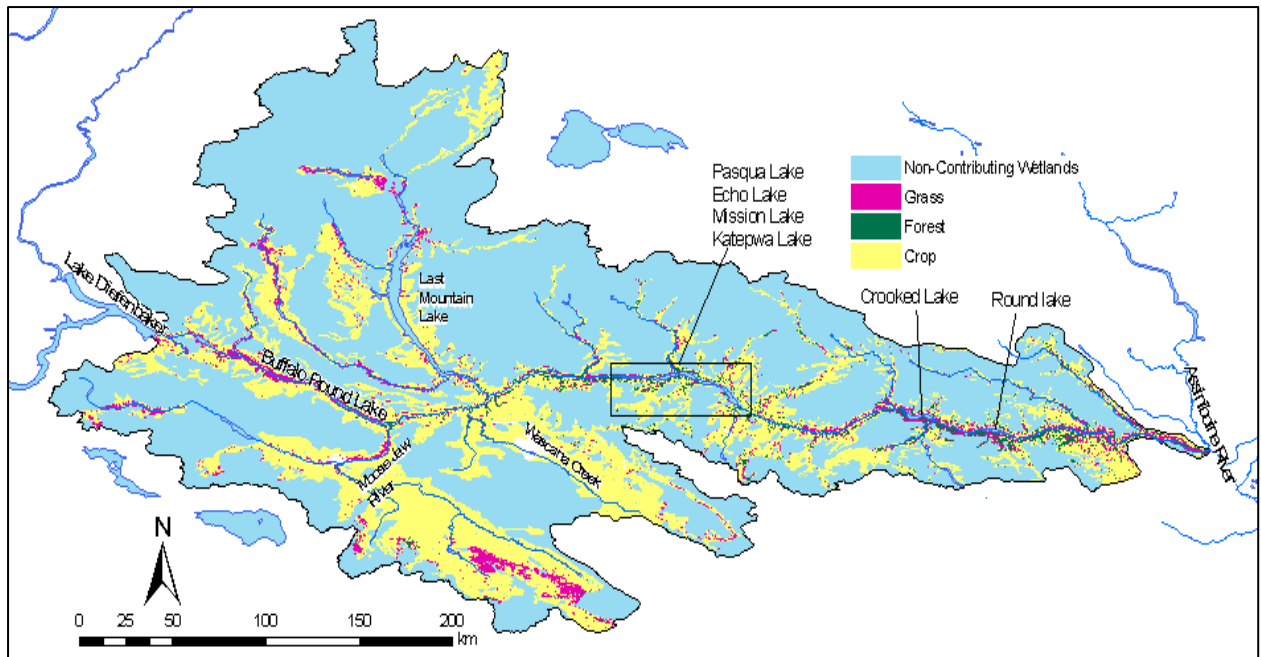 Pasqua Lake
Echo Lake
Mission Lake
Katepwa Lake
Non-Contributing Wetlands
Grass
Forest
Crop
Lake Diefenbaker
Last
Mountain
Lake
Crooked Lake
Round lake
Buffalo Pound Lake
Moose Jaw
River
Wascana Creek
Assiniboine River
N
0 25 50 100 150 200
km